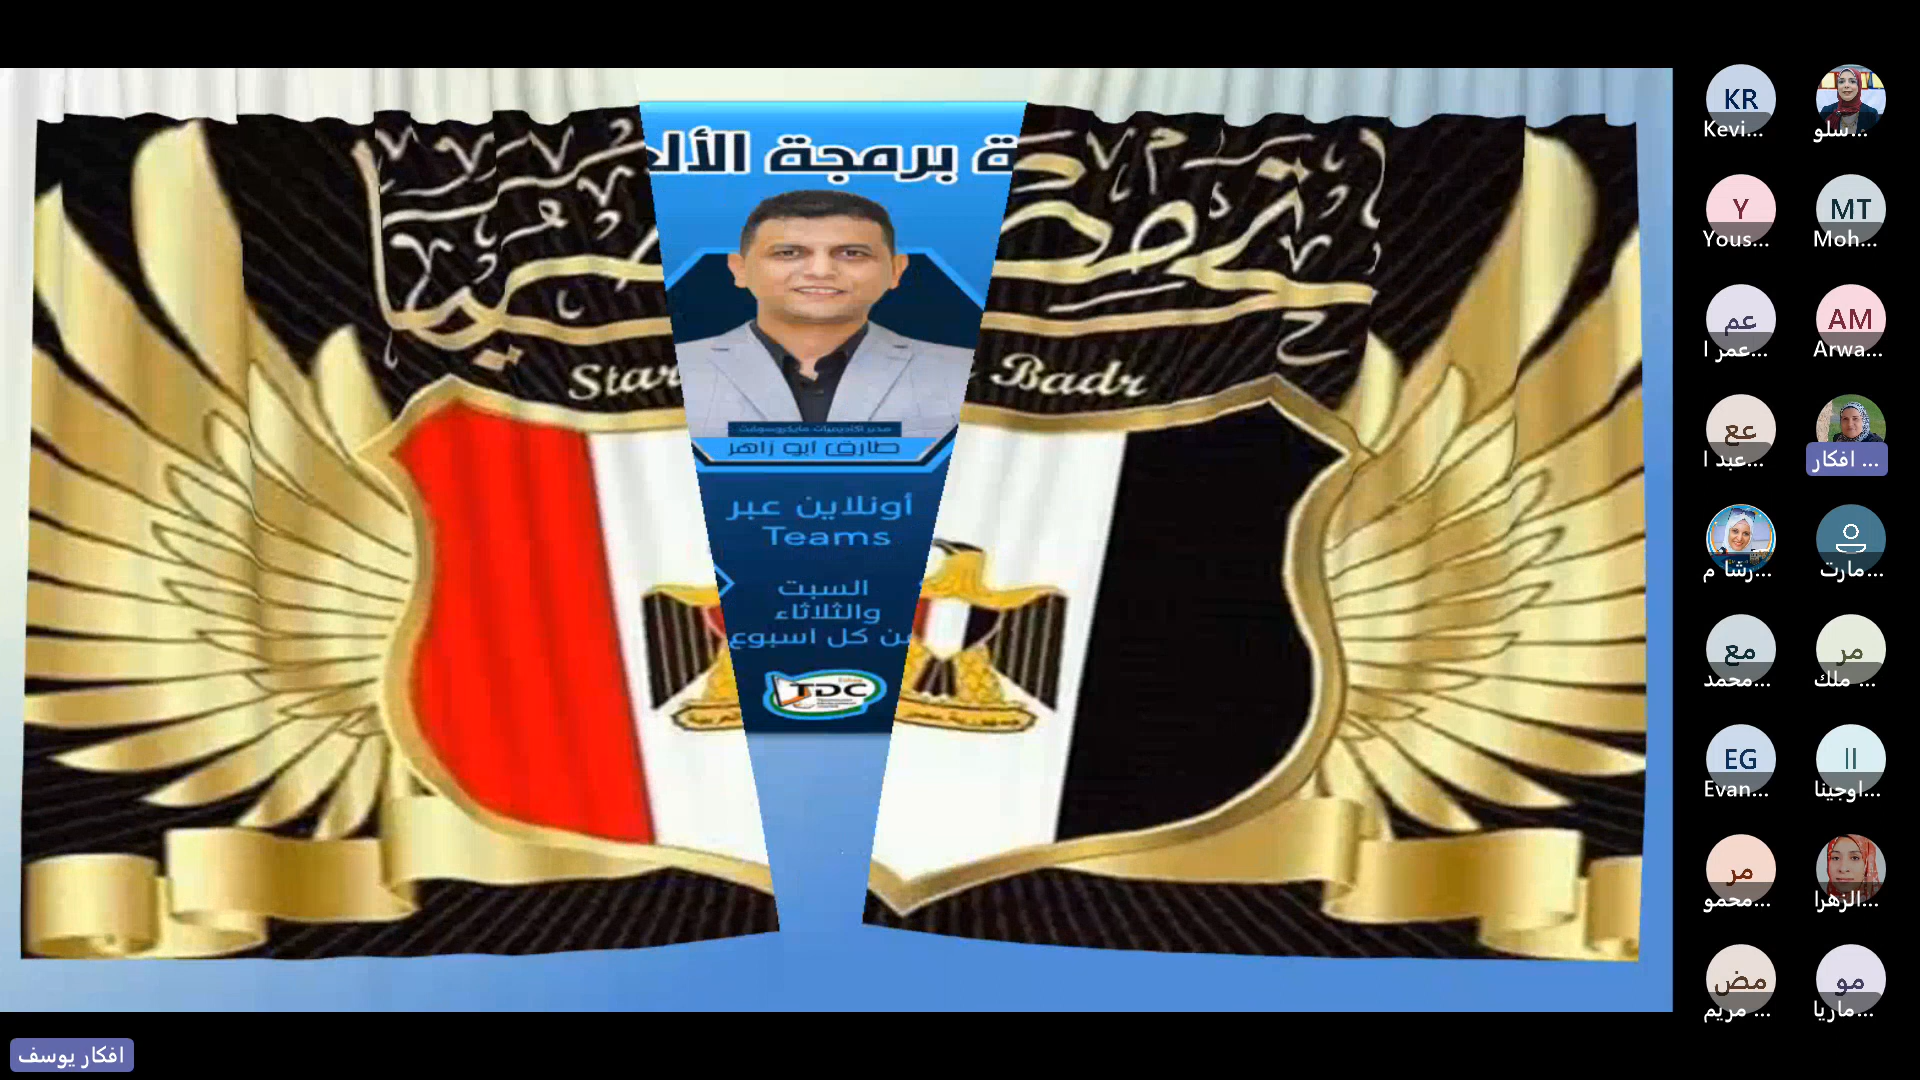 ة برمجة الألع
Star
Badr
مدير اكاديميات مايكروسوفت
طارق ابو زاهر
أونلاين عبر
Teams
السبت
والثلاثاء
من كل اسبوع
TDC
KR
Kevi...
سلو...
Y
Yous...
MT
Moh...
عم
عمر ا...
AM
Arwa...
عع
عبد ا...
افكار ...
رشا م...
مارت...
مع
محمد...
مر
ملك ...
EG
Evan...
اا
اوجينا...
مر
محمو...
الزهرا...
مض
مريم ...
مو
ماريا...
افكار يوسف